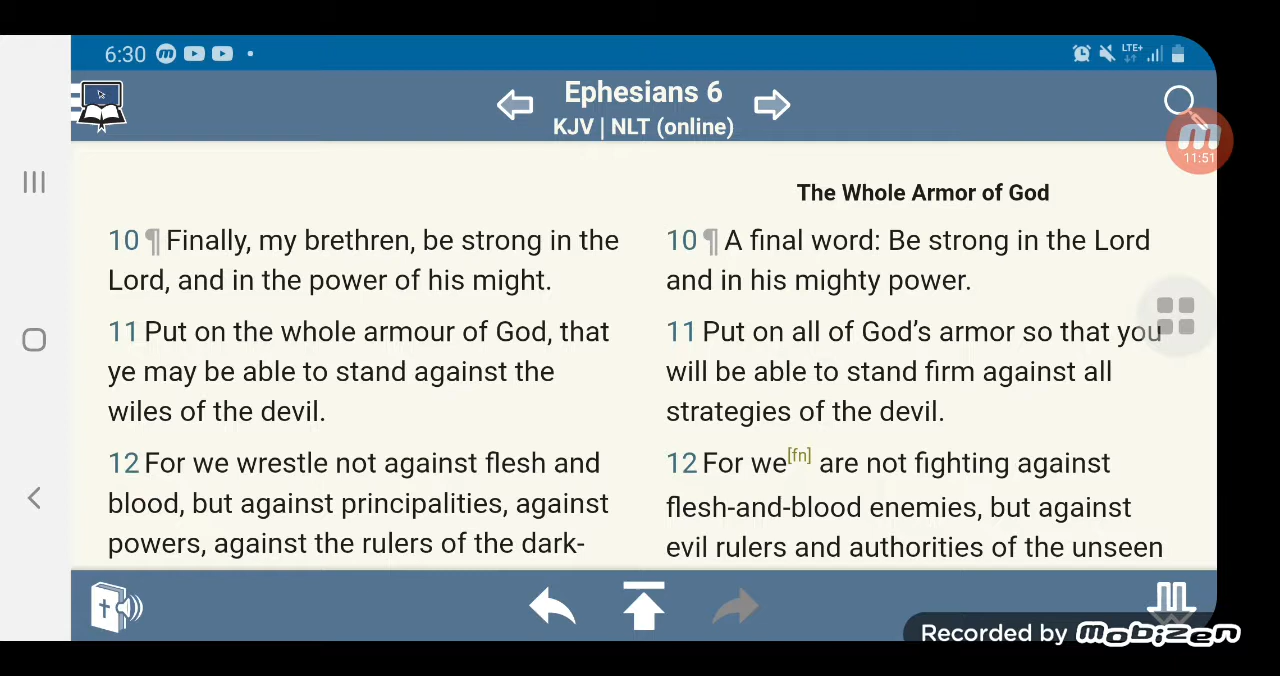 6:30
LTE+
Ephesians 6
KJV | NLT (online)
11:51
10 ¶ Finally, my brethren, be strong in the
Lord, and in the power of his might.
11 Put on the whole armour of God, that
ye may be able to stand against the
wiles of the devil.
12 For we wrestle not against flesh and
blood, but against principalities, against
powers, against the rulers of the dark-
The Whole Armor of God
10 ¶ A final word: Be strong in the Lord
and in his mighty power.
11 Put on all of God’s armor so that you
will be able to stand firm against all
strategies of the devil.
12 For we[fn] are not fighting against
flesh-and-blood enemies, but against
evil rulers and authorities of the unseen
Recorded by Mobizen